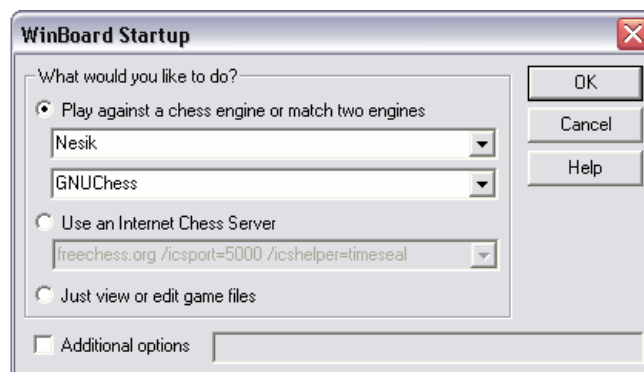 WinBoard Startup
What would you like to do?
Play against a chess engine or match two engines
Nesik
GNUChess
Use an Internet Chess Server
freechess.org /icsport=5000 /icshelper=timeseal
Just view or edit game files
Additional options
OK
Cancel
Help